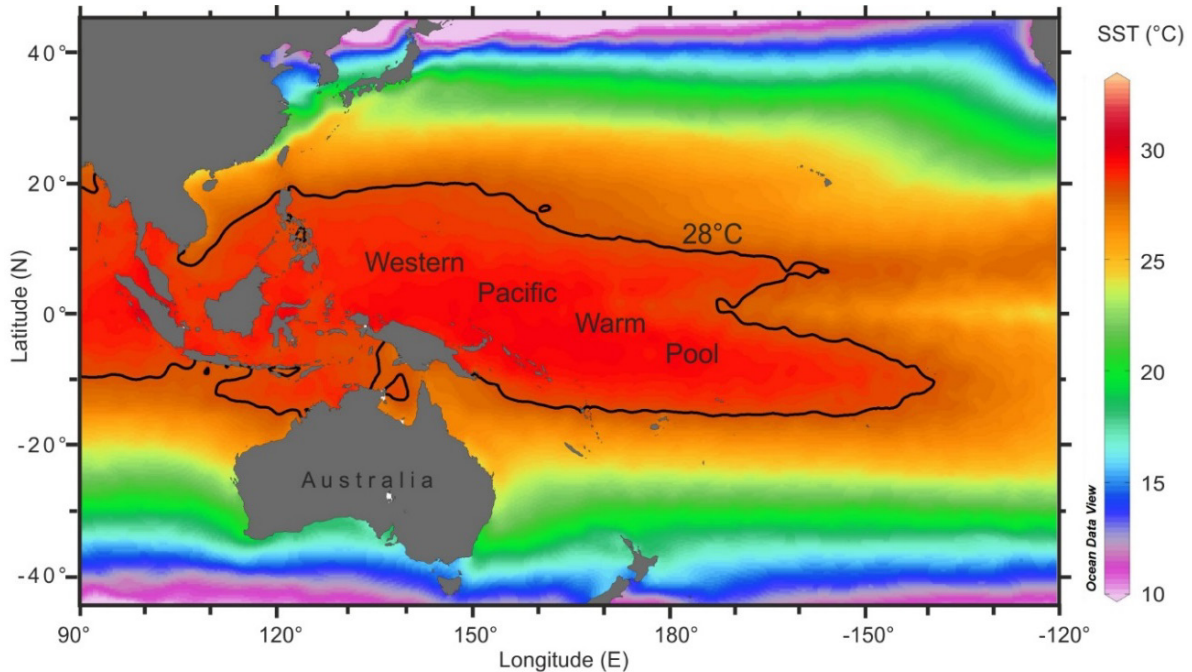 SST (°C)
40°
20°
0°
-20°
-40°
Latitude (N)
28°C
Western
Pacific
Warm
Pool
Australia
90°
120°
150°
180°
-150°
-120°
Longitude (E)
30
25
20
15
10
Ocean Data View